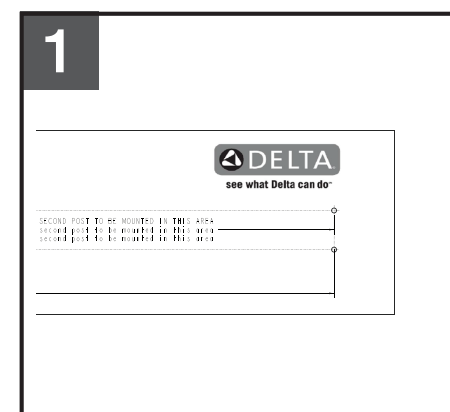 1
DELTA
see what Delta can do℠
SECOND POST TO BE MOUNTED IN THIS AREA
second post to be mounted in this area
second post to be mounted in this area